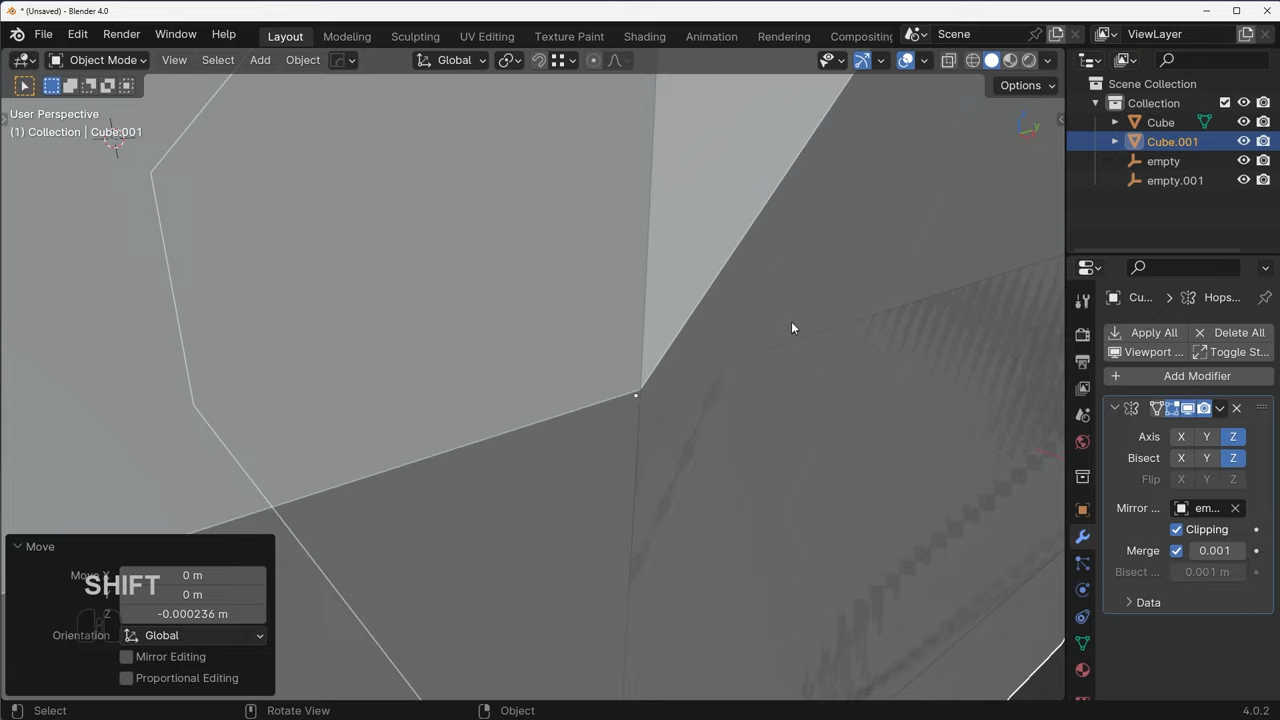 * (Unsaved) - Blender 4.0
File Edit Render Window Help
Layout Modeling Sculpting UV Editing Texture Paint Shading Animation Rendering Compositing
Scene
ViewLayer
Object Mode View Select Add Object
Global
Options
User Perspective
(1) Collection | Cube.001
Scene Collection
Collection
Cube
Cube.001
empty
empty.001
Cu... Hops...
Apply All Delete All
Viewport ... Toggle St...
Add Modifier
Axis X Y Z
Bisect X Y Z
Flip X Y Z
Mirror ... em...
Clipping
Merge 0.001
Bisect ... 0.001 m
Data
Move
Move X 0 m
0 m
Z -0.000236 m
SHIFT
Orientation Global
Mirror Editing
Proportional Editing
Select Rotate View Object 4.0.2